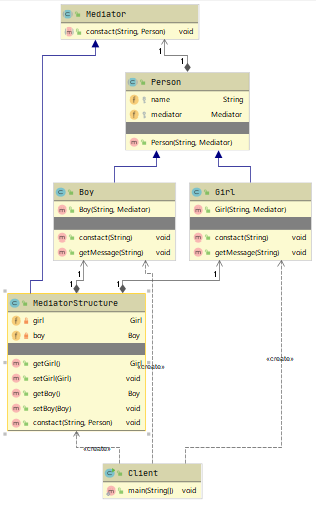 Mediator
constact(String, Person) void
1
1
Person
name String
mediator Mediator
Person(String, Mediator)
Boy
Boy(String, Mediator)
constact(String) void
getMessage(String) void
Girl
Girl(String, Mediator)
constact(String) void
getMessage(String) void
1 1 1
1
MediatorStructure
girl Girl
boy Boy
getGirl() Girl
setGirl(Girl) void
getBoy() Boy
setBoy(Boy) void
constact(String, Person) void
«create»
«create»
«create»
Client
main(String[]) void